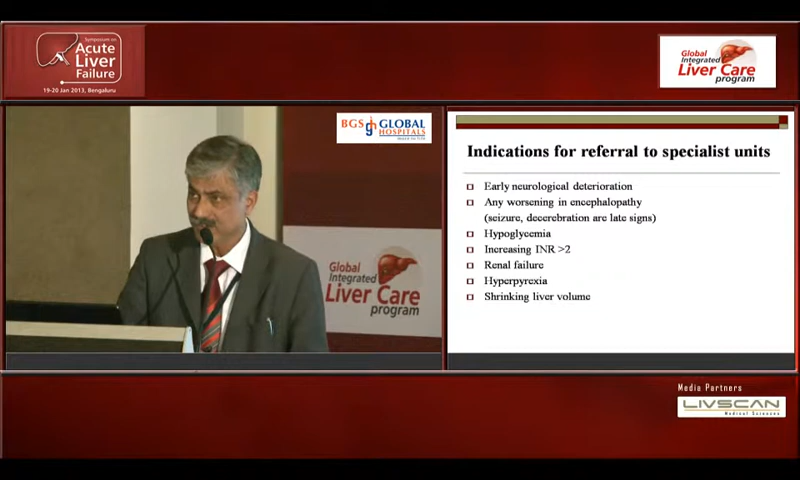 Symposium on
Acute
Liver
Failure
19-20 Jan 2013, Bengaluru
Global
Integrated
Liver Care
program
BGS GLOBAL
HOSPITALS
Global
Integrated
Liver Care
program
Indications for referral to specialist units
Early neurological deterioration
Any worsening in encephalopathy
(seizure, decerebration are late signs)
Hypoglycemia
Increasing INR >2
Renal failure
Hyperpyrexia
Shrinking liver volume
Media Partners
LIVSCAN
Medical Sciences